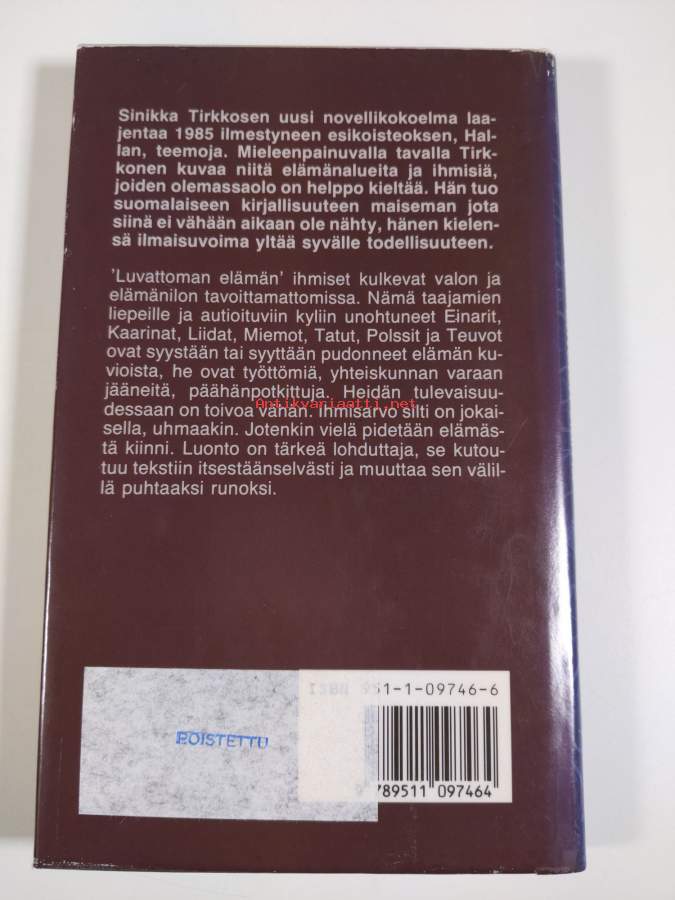 Sinikka Tirkkosen uusi novellikokoelma laa-
jentaa 1985 ilmestyneen esikoisteoksen, Hal-
lan, teemoja. Mieleenpainuvalla tavalla Tirk-
konen kuvaa niitä elämänalueita ja ihmisiä,
joiden olemassaolo on helppo kieltää. Hän tuo
suomalaiseen kirjallisuuteen maiseman jota
siinä ei vähään aikaan ole nähty, hänen kielen-
sä ilmaisuvoima yltää syvälle todellisuuteen.
'Luvattoman elämän' ihmiset kulkevat valon ja
elämänilon tavoittamattomissa. Nämä taajamien
liepeille ja autioituviin kyliin unohtuneet Einarit,
Kaarinat, Liidat, Miemot, Tatut, Polssit ja Teuvot
ovat syystään tai syyttään pudonneet elämän ku-
vioista, he ovat työttömiä, yhteiskunnan varaan
jääneitä, päähänpotkittuja. Heidän tulevaisuu-
dessaan on toivoa vähän. Ihmisarvo silti on jokai-
sella, uhmaakin. Jotenkin vielä pidetään elämäs-
tä kiinni. Luonto on tärkeä lohduttaja, se kutou-
tuu tekstiin itsestäänselvästi ja muuttaa sen välil-
lä puhtaaksi runoksi.
Antikvariaatti.net
ISBN 951-1-09746-6
POISTETTU
9 789511 097464